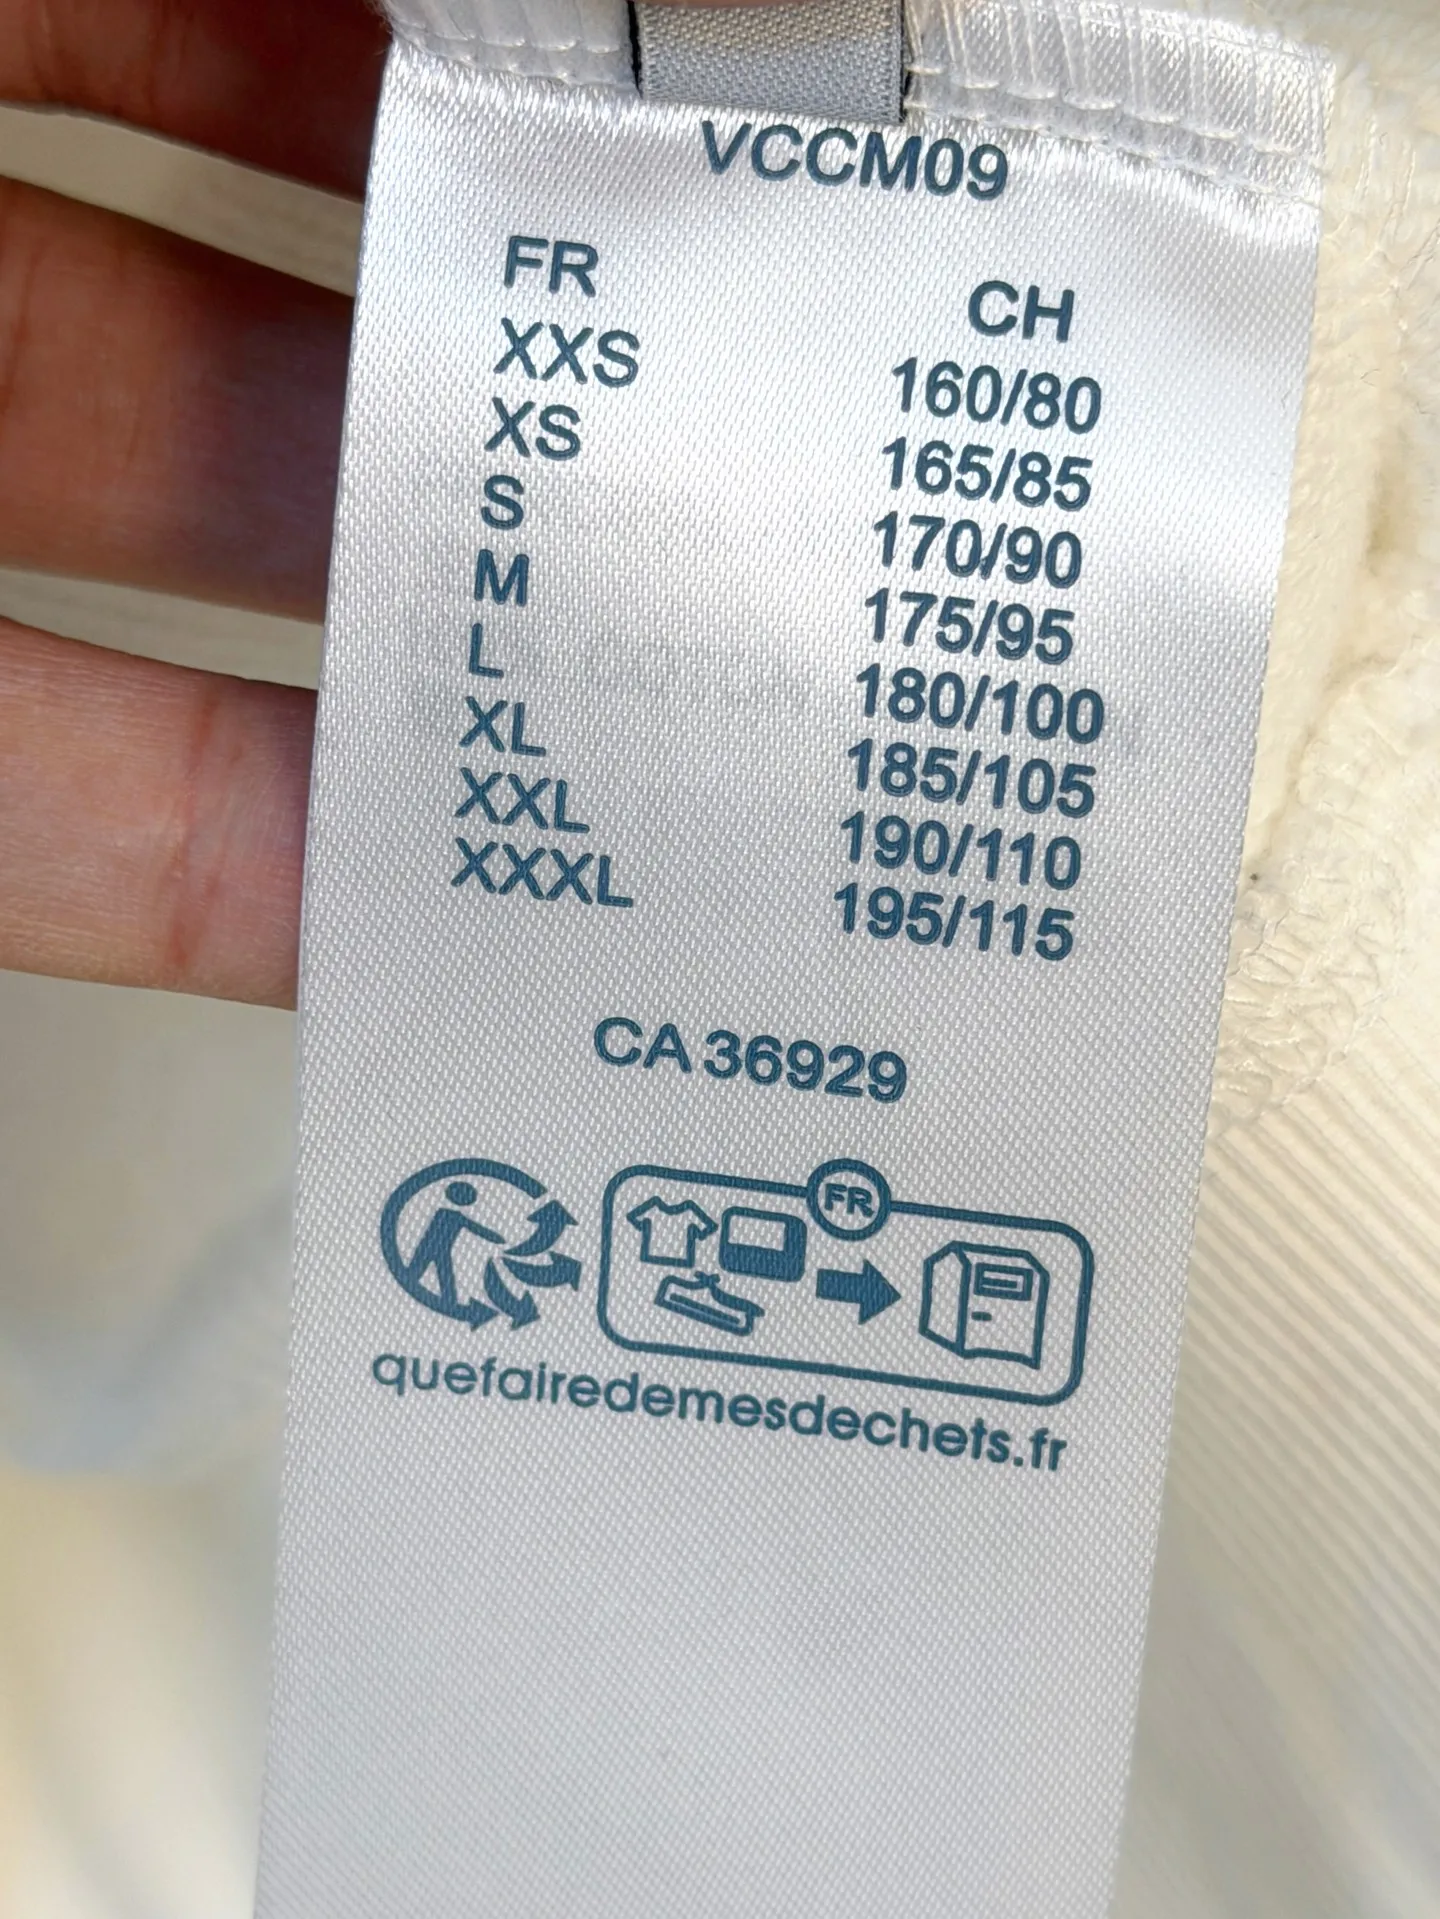 VCCM09
FR CH
XXS 160/80
XS 165/85
S 170/90
M 175/95
L 180/100
XL 185/105
XXL 190/110
XXXL 195/115
CA 36929
FR
quefairedemesdechets.fr